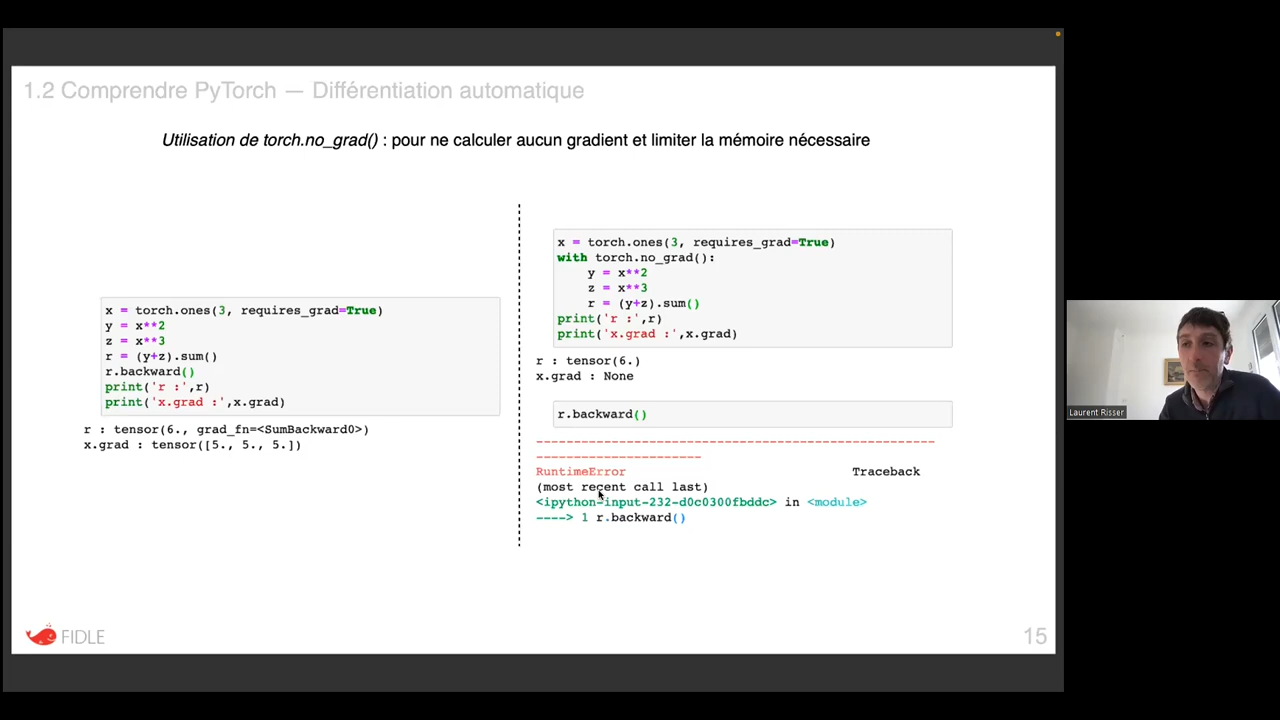 1.2 Comprendre PyTorch — Différentiation automatique
Utilisation de torch.no_grad() : pour ne calculer aucun gradient et limiter la mémoire nécessaire
x = torch.ones(3, requires_grad=True)
y = x**2
z = x**3
r = (y+z).sum()
r.backward()
print('r :',r)
print('x.grad :',x.grad)
r : tensor(6., grad_fn=<SumBackward0>)
x.grad : tensor([5., 5., 5.])
x = torch.ones(3, requires_grad=True)
with torch.no_grad():
    y = x**2
    z = x**3
    r = (y+z).sum()
print('r :',r)
print('x.grad :',x.grad)
r : tensor(6.)
x.grad : None
r.backward()
---------------------------------------------------------------------------
RuntimeError                              Traceback
(most recent call last)
<ipython-input-232-d0c0300fbddc> in <module>
----> 1 r.backward()
FIDLE
15
Laurent Risser